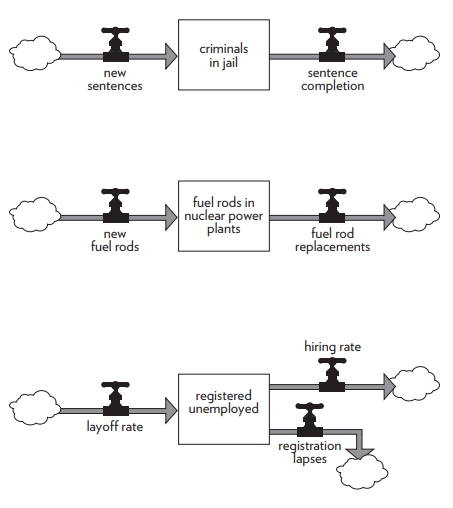 criminals
in jail
new
sentences
sentence
completion
fuel rods in
nuclear power
plants
new
fuel rods
fuel rod
replacements
hiring rate
registered
unemployed
layoff rate
registration
lapses